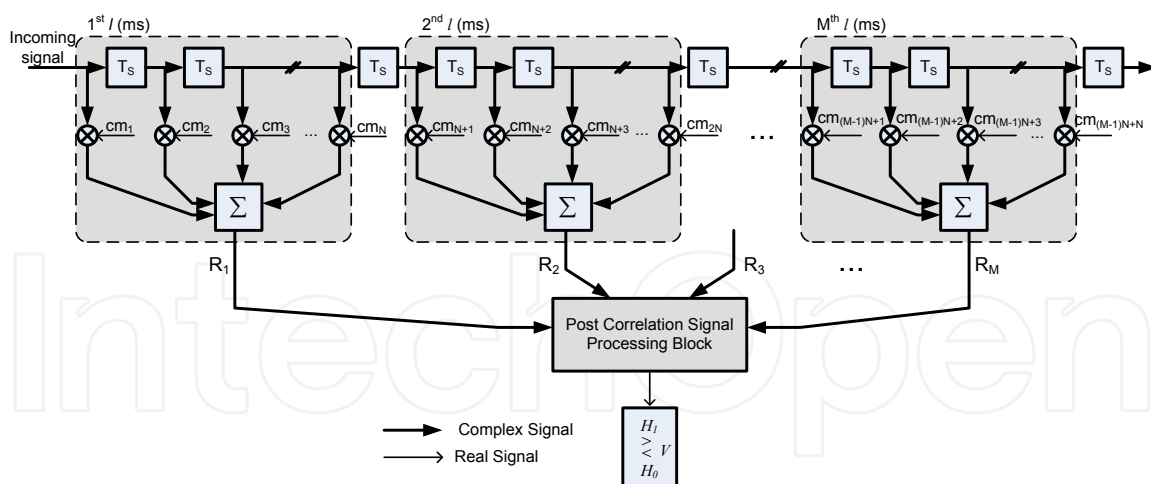 1st l (ms)
2nd l (ms)
Mth l (ms)
Incoming signal
TS TS TS TS TS TS TS TS TS
cm1 cm2 cm3 ... cmN cmN+1 cmN+2 cmN+3 ... cm2N ... cm(M-1)N+1 cm(M-1)N+2 cm(M-1)N+3 ... cm(M-1)N+N
Σ Σ Σ
R1 R2 R3 ... RM
Post Correlation Signal
Processing Block
Complex Signal
Real Signal
H1
>
< V
H0
IntechOpen